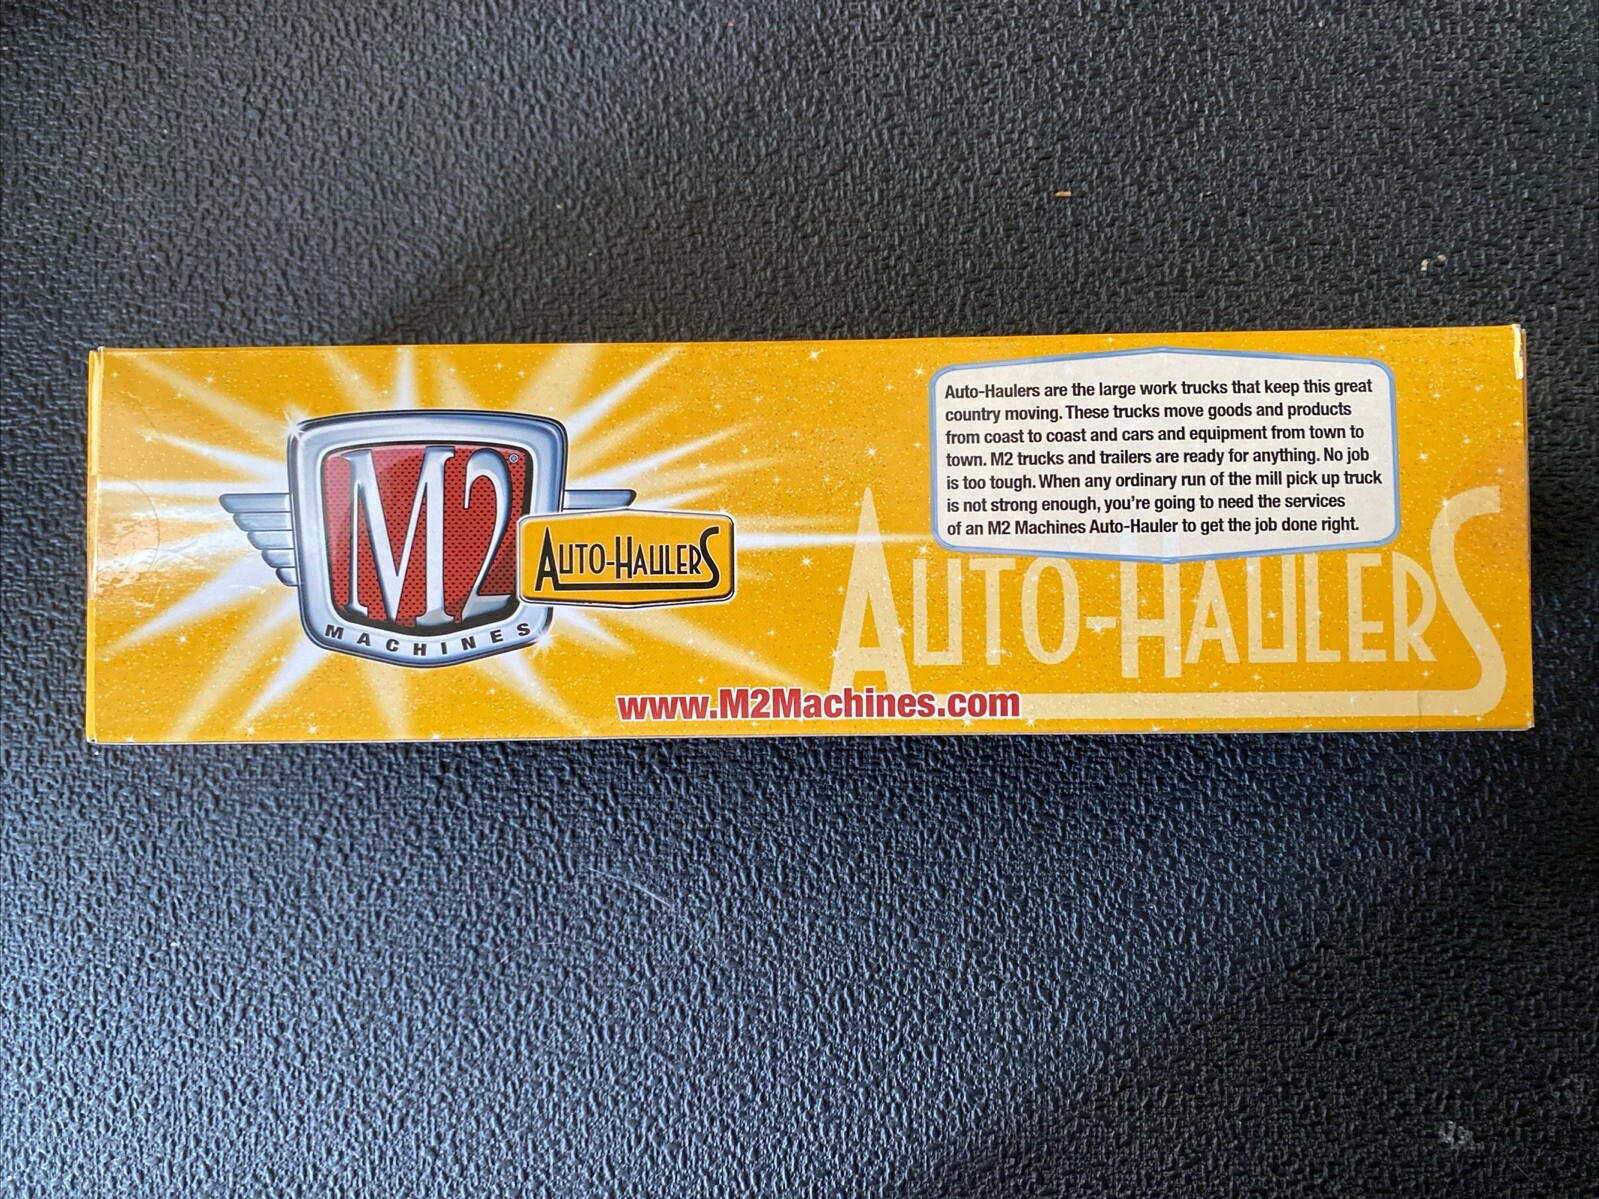 M2®
MACHINES
AUTO-HAULERS
Auto-Haulers are the large work trucks that keep this great
country moving. These trucks move goods and products
from coast to coast and cars and equipment from town to
town. M2 trucks and trailers are ready for anything. No job
is too tough. When any ordinary run of the mill pick up truck
is not strong enough, you're going to need the services
of an M2 Machines Auto-Hauler to get the job done right.
AUTO-HAULERS
www.M2Machines.com